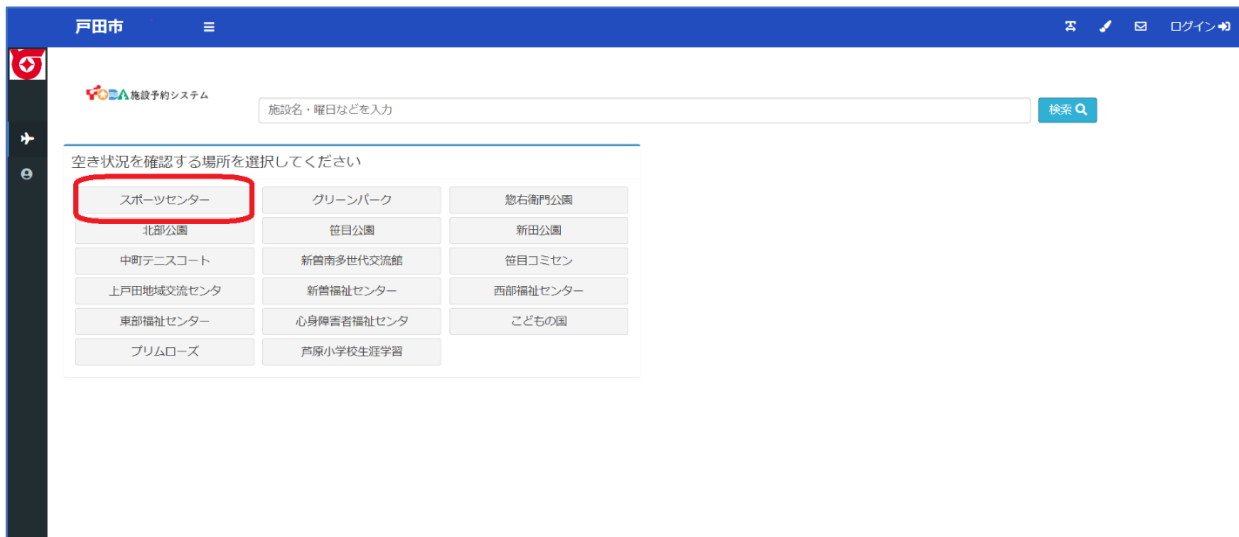 戸田市
ログイン
TODA施設予約システム
施設名・曜日などを入力
検索
空き状況を確認する場所を選択してください
スポーツセンター グリーンパーク 惣右衛門公園
北部公園 笹目公園 新田公園
中町テニスコート 新曽南多世代交流館 笹目コミセン
上戸田地域交流センタ 新曽福祉センター 西部福祉センター
東部福祉センター 心身障害者福祉センタ こどもの国
プリムローズ 芦原小学校生涯学習